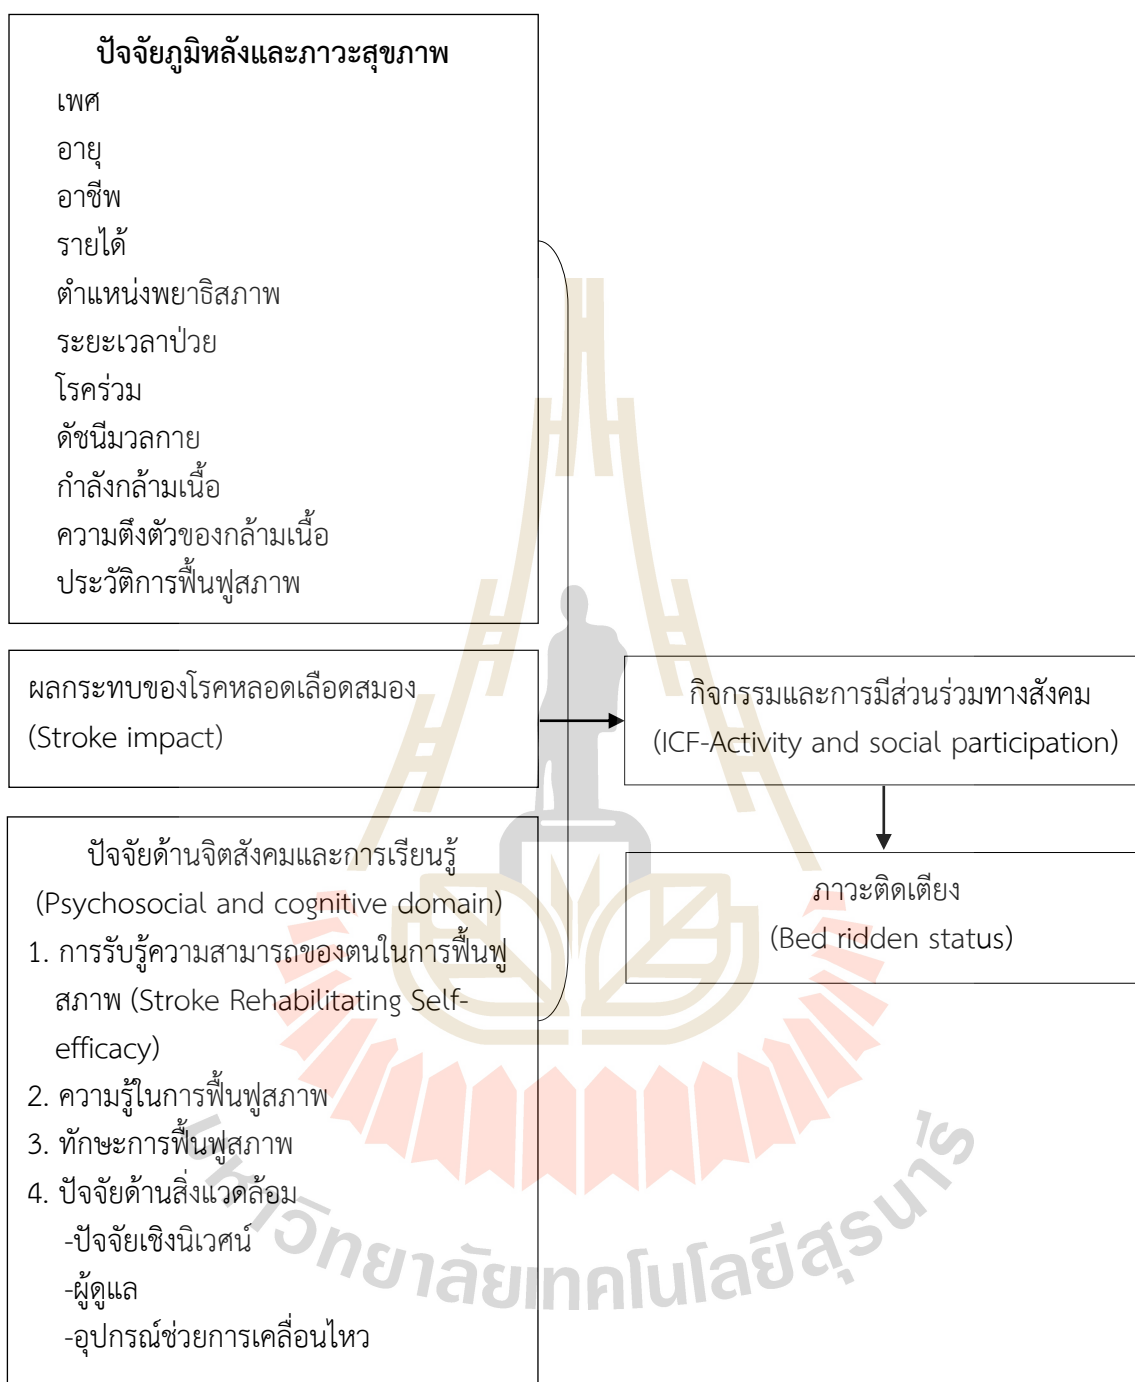 ปัจจัยภูมิหลังและภาวะสุขภาพ
เพศ
อายุ
อาชีพ
รายได้
ตำแหน่งพยาธิสภาพ
ระยะเวลาป่วย
โรคร่วม
ดัชนีมวลกาย
กำลังกล้ามเนื้อ
ความตึงตัวของกล้ามเนื้อ
ประวัติการฟื้นฟูสภาพ
ผลกระทบของโรคหลอดเลือดสมอง
(Stroke impact)
กิจกรรมและการมีส่วนร่วมทางสังคม
(ICF-Activity and social participation)
ปัจจัยด้านจิตสังคมและการเรียนรู้
(Psychosocial and cognitive domain)
1. การรับรู้ความสามารถของตนในการฟื้นฟู
สภาพ (Stroke Rehabilitating Self-
efficacy)
2. ความรู้ในการฟื้นฟูสภาพ
3. ทักษะการฟื้นฟูสภาพ
4. ปัจจัยด้านสิ่งแวดล้อม
-ปัจจัยเชิงนิเวศน์
-ผู้ดูแล
-อุปกรณ์ช่วยการเคลื่อนไหว
ภาวะติดเตียง
(Bed ridden status)
มหาวิทยาลัยเทคโนโลยีสุรนารี